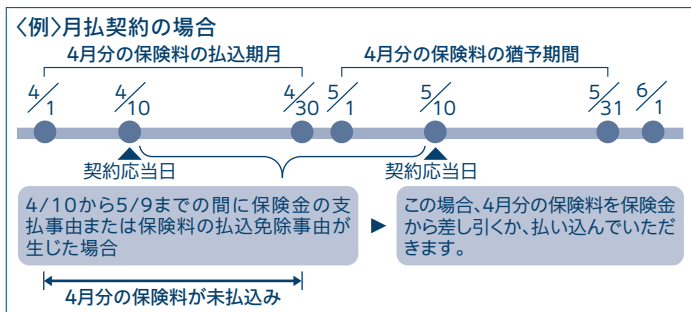 〈例〉月払契約の場合
4月分の保険料の払込期月
4月分の保険料の猶予期間
4/1
4/10
4/30
5/1
5/10
5/31
6/1
契約応当日
契約応当日
4/10から5/9までの間に保険金の支
払事由または保険料の払込免除事由が
生じた場合
この場合、4月分の保険料を保険金
から差し引くか、払い込んでいただ
きます。
4月分の保険料が未払込み